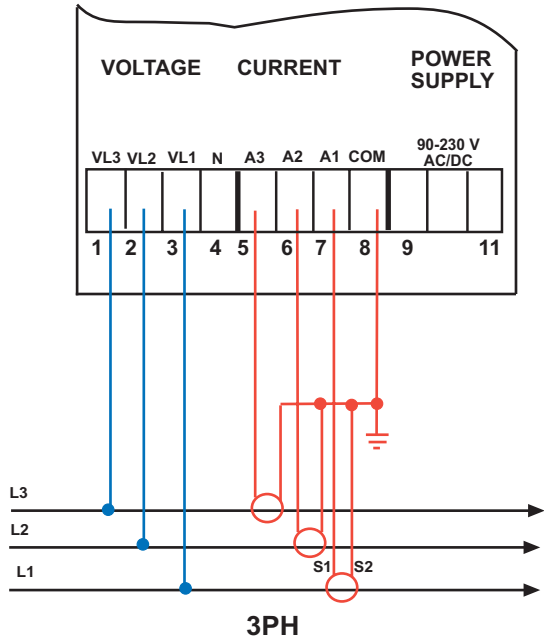 VOLTAGE CURRENT POWER SUPPLY
90-230 V AC/DC
VL3 VL2 VL1 N A3 A2 A1 COM
1 2 3 4 5 6 7 8 9 11
L3
L2
S1 S2
L1
3PH